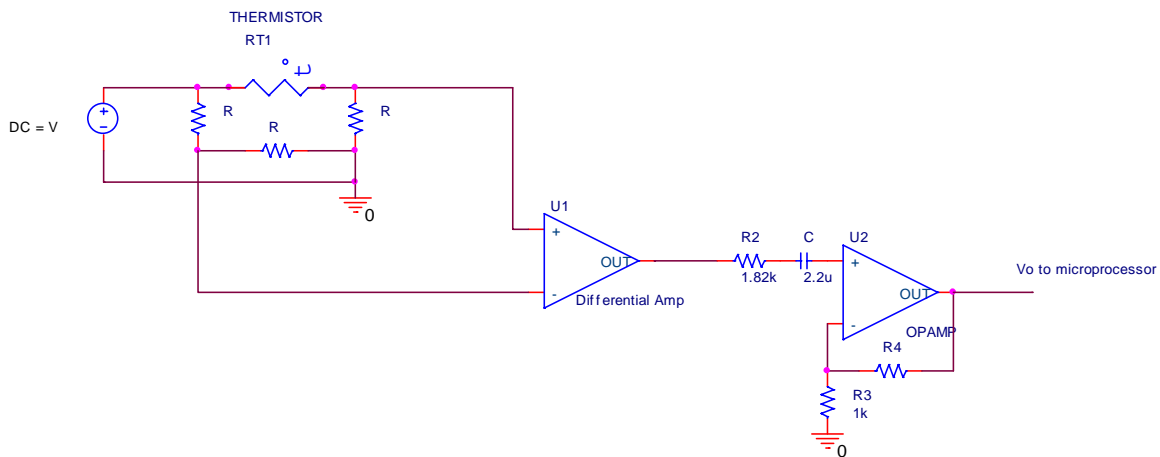 THERMISTOR
RT1
t
DC = V
+
-
R
R
R
0
U1
+
-
OUT
Differential Amp
R2
1.82k
C
2.2u
U2
+
-
OUT
OPAMP
Vo to microprocessor
R4
R3
1k
0